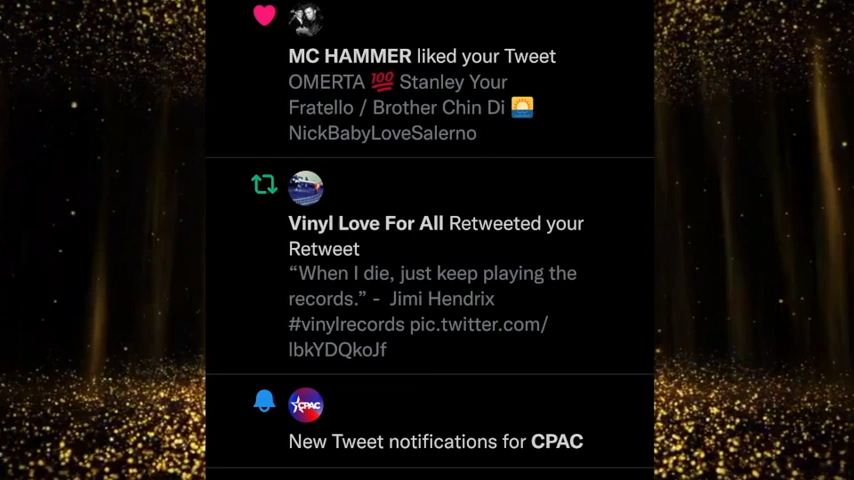 MC HAMMER liked your Tweet
OMERTA 💯 Stanley Your
Fratello / Brother Chin Di 🌅
NickBabyLoveSalerno
Vinyl Love For All Retweeted your
Retweet
“When I die, just keep playing the
records.” - Jimi Hendrix
#vinylrecords pic.twitter.com/
lbkYDQkoJf
CPAC
New Tweet notifications for CPAC